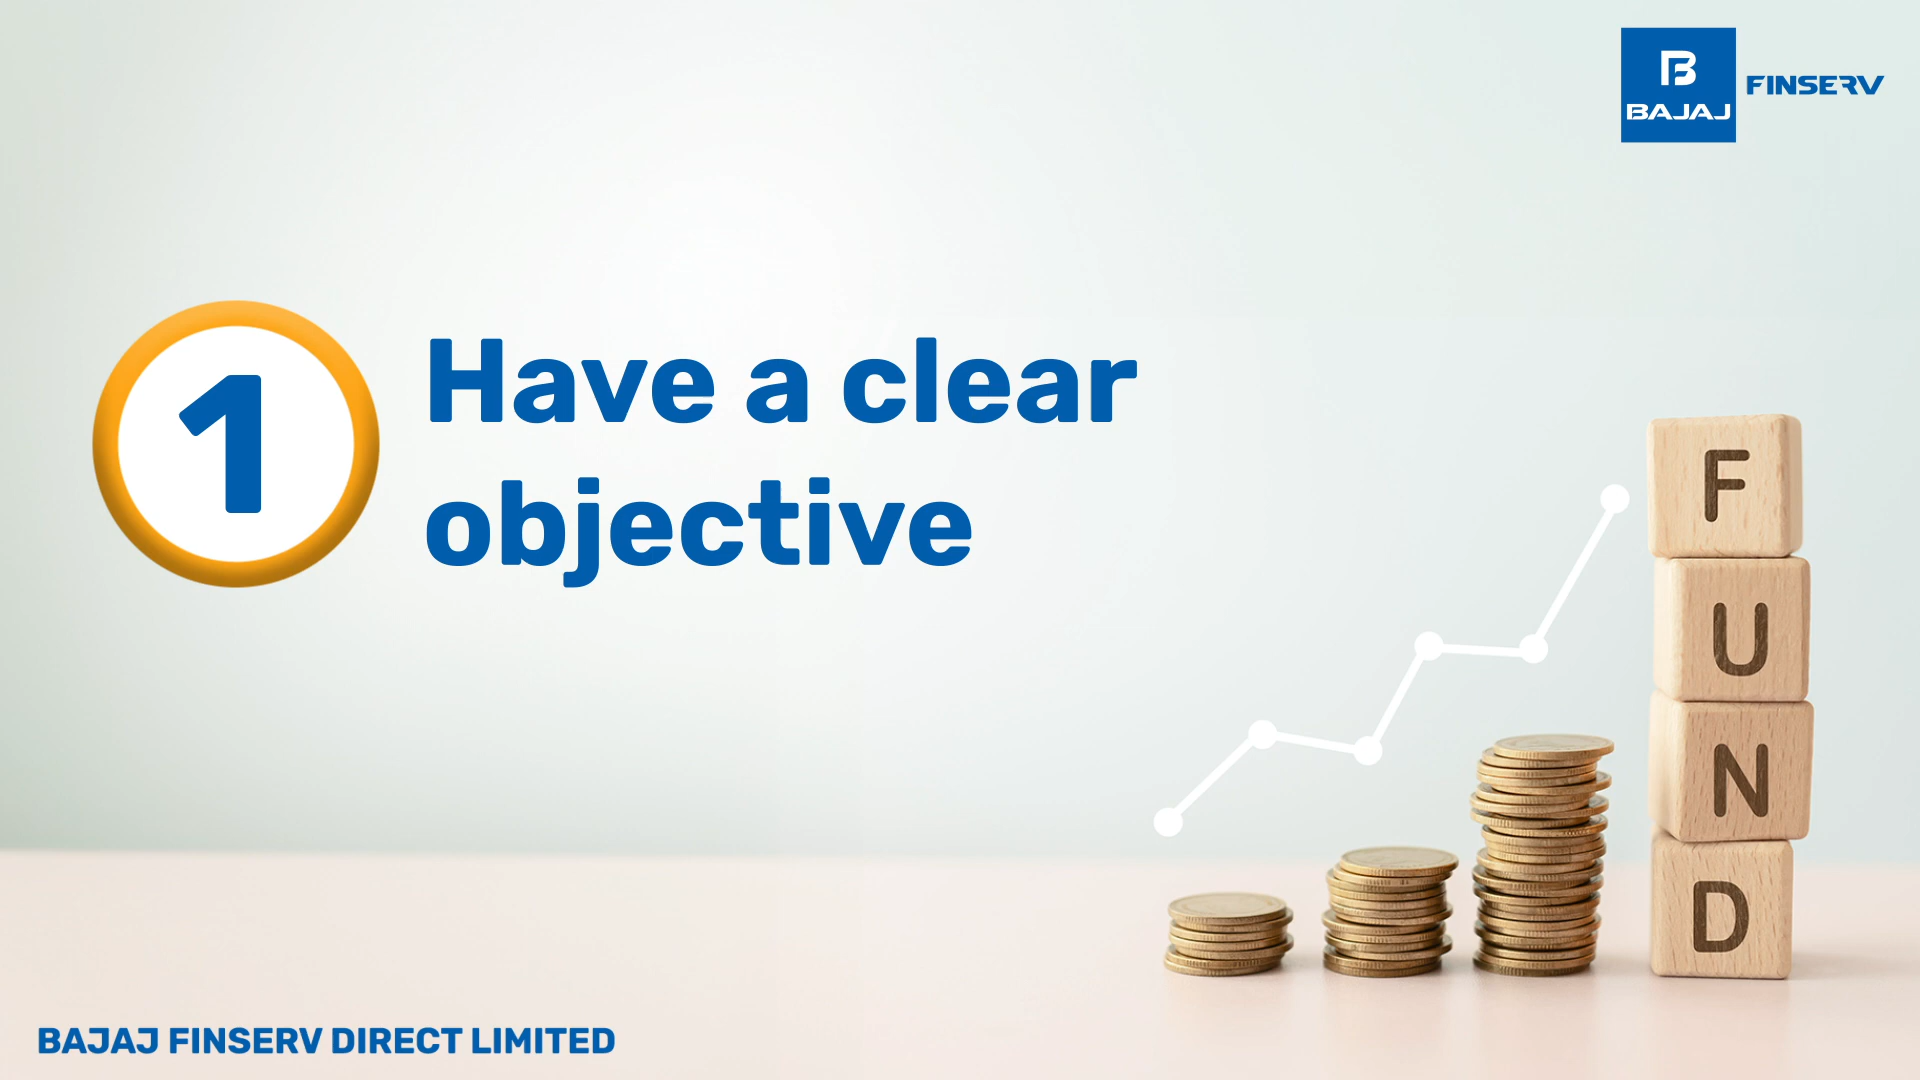 B
BAJAJ
FINSERV
1
Have a clear
objective
F
U
N
D
BAJAJ FINSERV DIRECT LIMITED